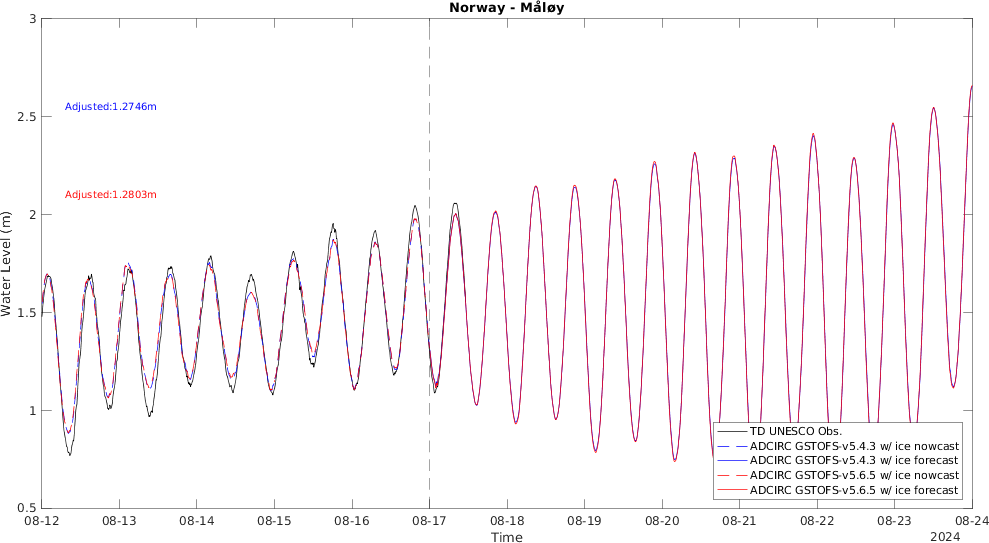 Norway - Måløy
3
2.5
2
1.5
1
0.5
Water Level (m)
Adjusted:1.2746m
Adjusted:1.2803m
TD UNESCO Obs.
ADCIRC GSTOFS-v5.4.3 w/ ice nowcast
ADCIRC GSTOFS-v5.4.3 w/ ice forecast
ADCIRC GSTOFS-v5.6.5 w/ ice nowcast
ADCIRC GSTOFS-v5.6.5 w/ ice forecast
08-12 08-13 08-14 08-15 08-16 08-17 08-18 08-19 08-20 08-21 08-22 08-23 08-24
Time
2024